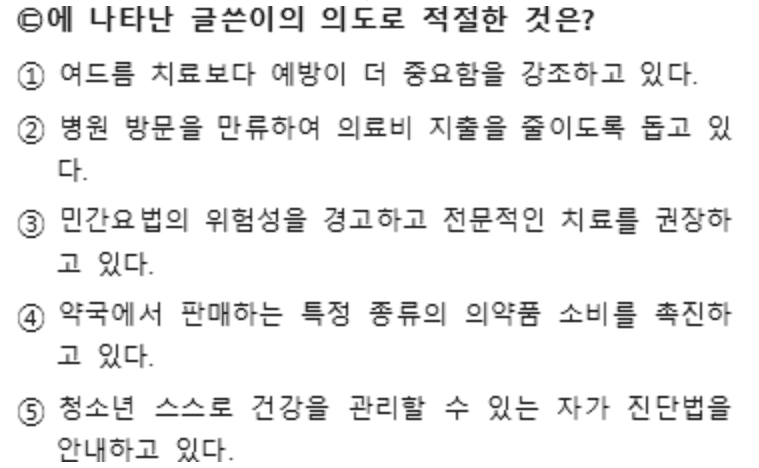 ㉢에 나타난 글쓴이의 의도로 적절한 것은?
① 여드름 치료보다 예방이 더 중요함을 강조하고 있다.
② 병원 방문을 만류하여 의료비 지출을 줄이도록 돕고 있
다.
③ 민간요법의 위험성을 경고하고 전문적인 치료를 권장하
고 있다.
④ 약국에서 판매하는 특정 종류의 의약품 소비를 촉진하
고 있다.
⑤ 청소년 스스로 건강을 관리할 수 있는 자가 진단법을
안내하고 있다.